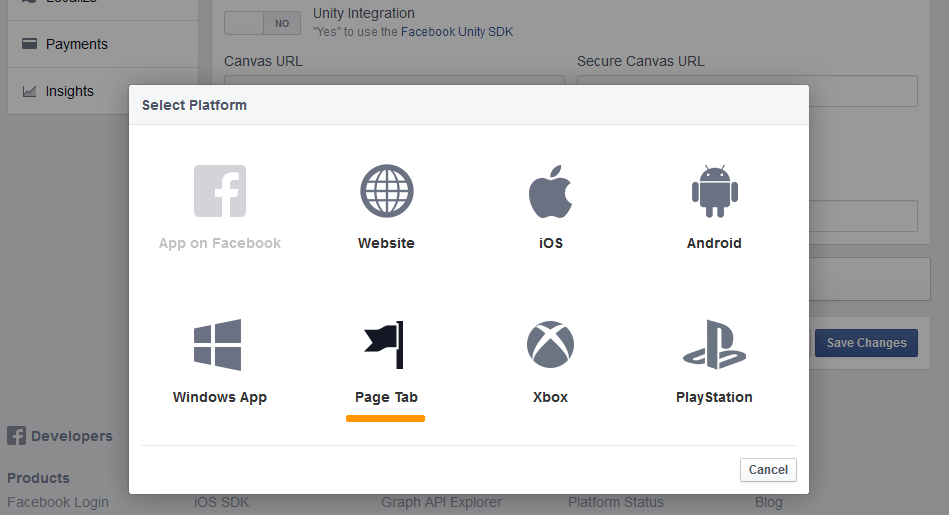 Localize
Unity Integration
NO
"Yes" to use the Facebook Unity SDK
Payments
Canvas URL
Secure Canvas URL
Insights
Select Platform
App on Facebook
Website
iOS
Android
Windows App
Page Tab
Xbox
PlayStation
Save Changes
Developers
Cancel
Products
Facebook Login
iOS SDK
Graph API Explorer
Platform Status
Blog